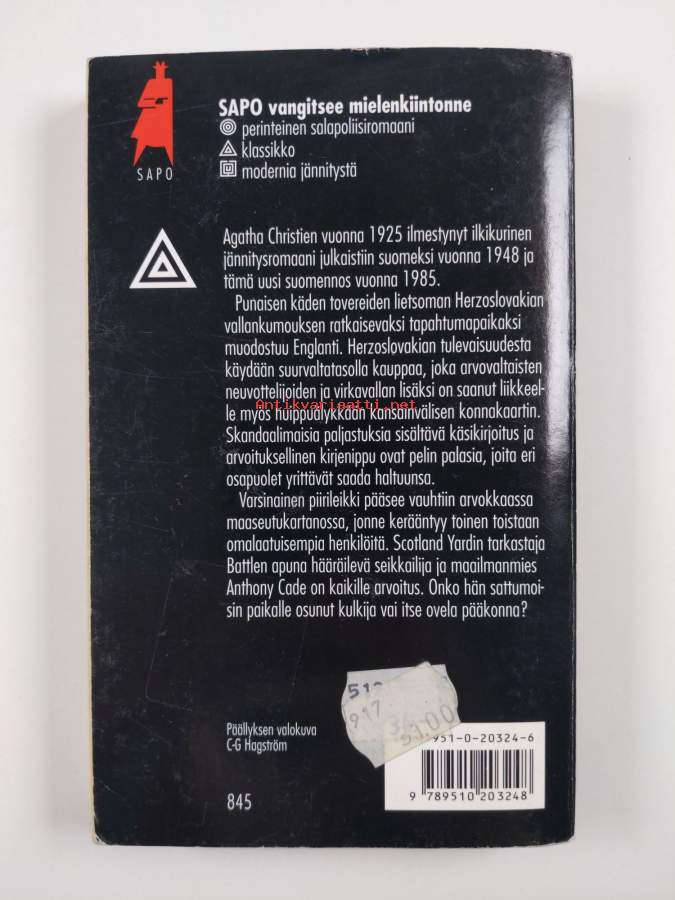 SAPO vangitsee mielenkiintonne
perinteinen salapoliisiromaani
klassikko
modernia jännitystä
SAPO
Agatha Christien vuonna 1925 ilmestynyt ilkikurinen
jännitysromaani julkaistiin suomeksi vuonna 1948 ja
tämä uusi suomennos vuonna 1985.
Punaisen käden tovereiden lietsoman Herzoslovakian
vallankumouksen ratkaisevaksi tapahtumapaikaksi
muodostuu Englanti. Herzoslovakian tulevaisuudesta
käydään suurvaltatasolla kauppaa, joka arvovaltaisten
neuvottelijoiden ja virkavallan lisäksi on saanut liikkeel-
Antikvariaatti.net
le myös huippuälykkään kansainvälisen konnakaartin.
Skandaalimaisia paljastuksia sisältävä käsikirjoitus ja
arvoituksellinen kirjenippu ovat pelin palasia, joita eri
osapuolet yrittävät saada haltuunsa.
Varsinainen piirileikki pääsee vauhtiin arvokkaassa
maaseutukartanossa, jonne kerääntyy toinen toistaan
omalaatuisempia henkilöitä. Scotland Yardin tarkastaja
Battlen apuna hääräilevä seikkailija ja maailmanmies
Anthony Cade on kaikille arvoitus. Onko hän sattumoi-
sin paikalle osunut kulkija vai itse ovela pääkonna?
917
Päällyksen valokuva
C-G Hagström
951-0-20324-6
9 789510 203248
845